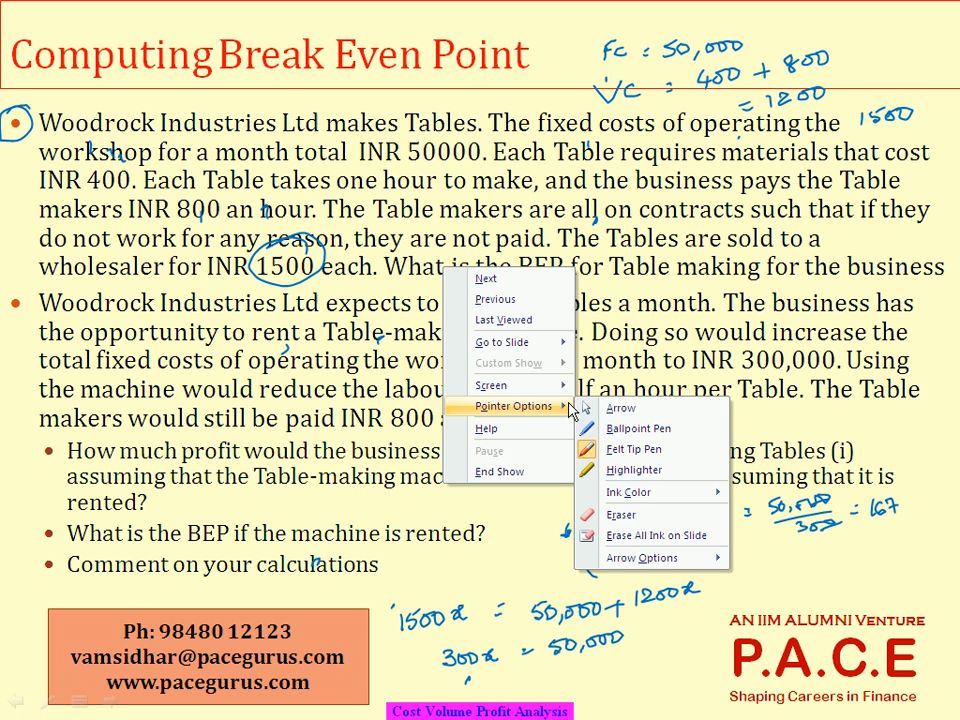 Computing Break Even Point
FC = 50,000
VC = 400 + 800
= 1200
1500
• Woodrock Industries Ltd makes Tables. The fixed costs of operating the
workshop for a month total INR 50000. Each Table requires materials that cost
INR 400. Each Table takes one hour to make, and the business pays the Table
makers INR 800 an hour. The Table makers are all on contracts such that if they
do not work for any reason, they are not paid. The Tables are sold to a
wholesaler for INR 1500 each. What is the BEP for Table making for the business
• Woodrock Industries Ltd expects to bles a month. The business has
the opportunity to rent a Table-mak e. Doing so would increase the
total fixed costs of operating the wor month to INR 300,000. Using
the machine would reduce the labou lf an hour per Table. The Table
makers would still be paid INR 800 a
• How much profit would the business ng Tables (i)
assuming that the Table-making mac suming that it is
rented?
• What is the BEP if the machine is rented?
• Comment on your calculations
Next
Previous
Last Viewed
Go to Slide
Custom Show
Screen
Pointer Options
Help
Pause
End Show
Arrow
Ballpoint Pen
Felt Tip Pen
Highlighter
Ink Color
Eraser
Erase All Ink on Slide
Arrow Options
= 50,000/300 = 167
1500x = 50,000 + 1200x
300x = 50,000
Ph: 98480 12123
vamsidhar@pacegurus.com
www.pacegurus.com
AN IIM ALUMNI VENTURE
P.A.C.E
Shaping Careers in Finance
Cost Volume Profit Analysis